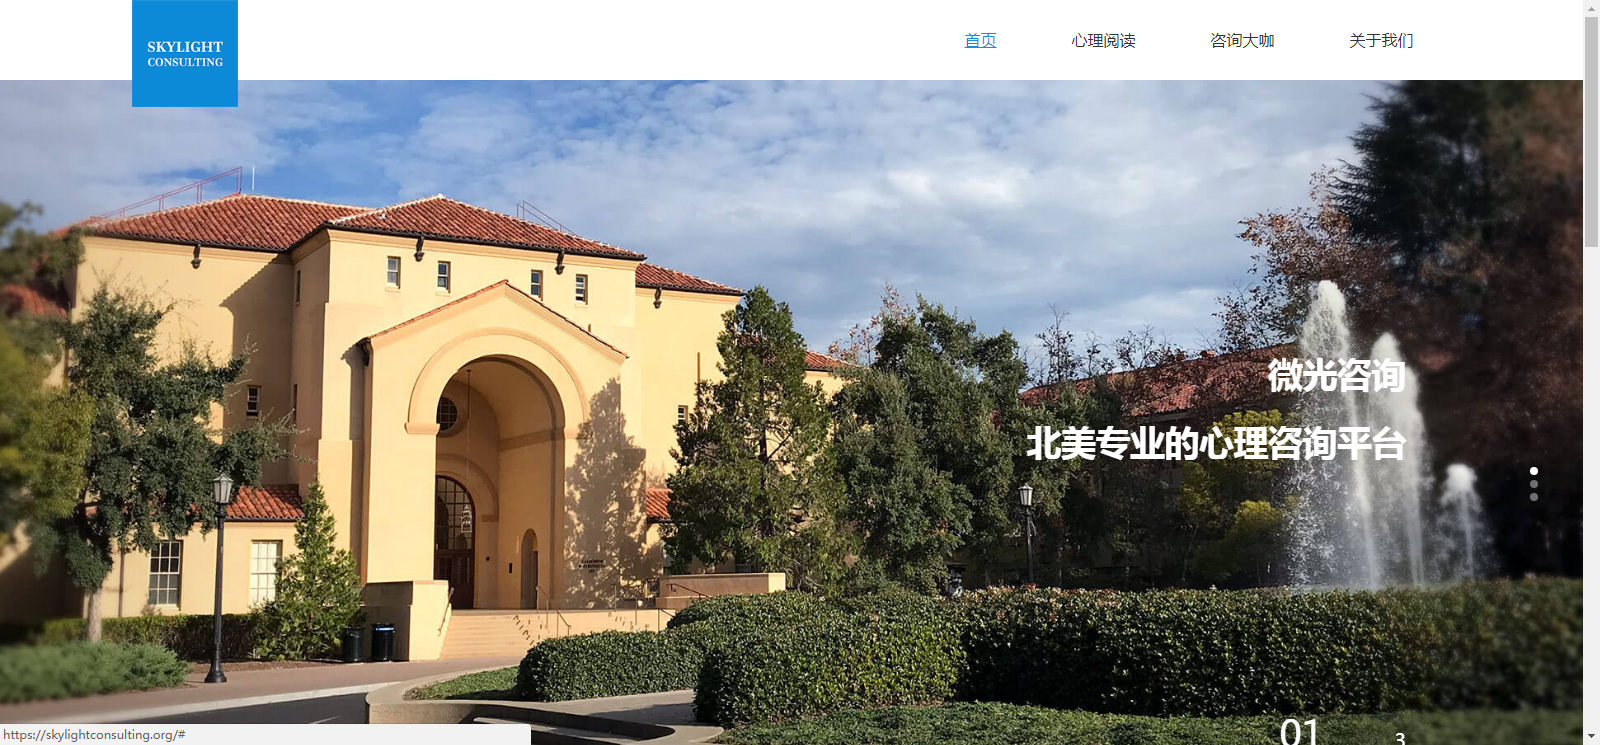 SKYLIGHT
CONSULTING
首页
心理阅读
咨询大咖
关于我们
微光咨询
北美专业的心理咨询平台
01
3
https://skylightconsulting.org/#